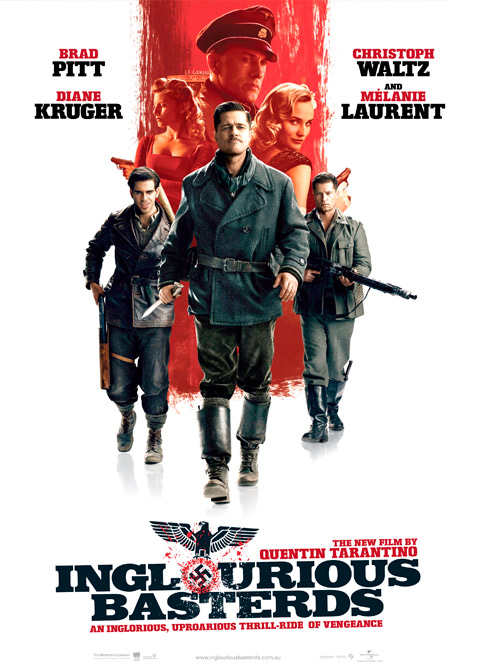 BRAD
PITT
DIANE
KRUGER
CHRISTOPH
WALTZ
AND
MÉLANIE
LAURENT
THE NEW FILM BY
QUENTIN TARANTINO
INGLOURIOUS
BASTERDS
AN INGLORIOUS, UPROARIOUS THRILL-RIDE OF VENGEANCE
www.inglouriousbasterds.com.au